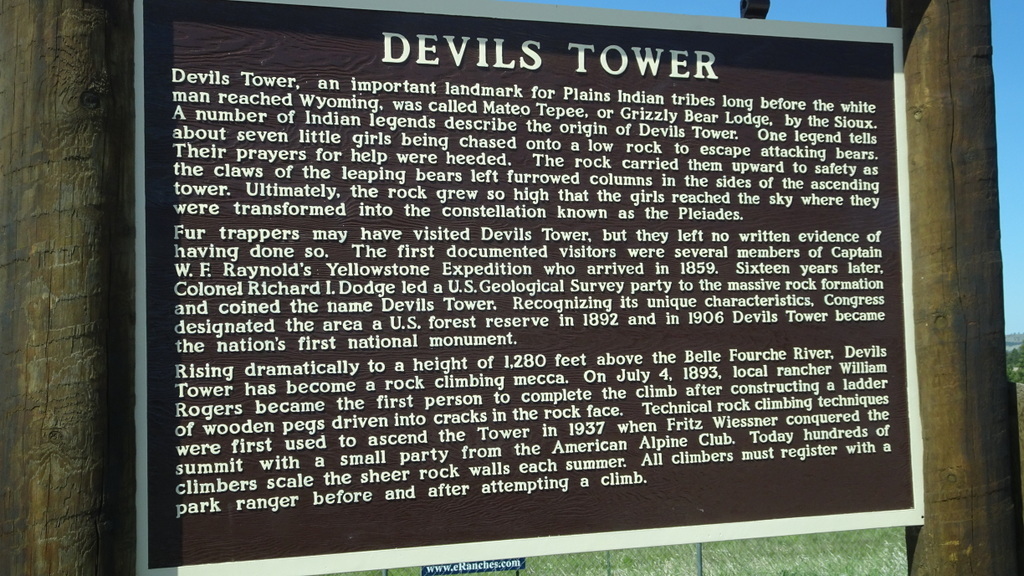 DEVILS TOWER
Devils Tower, an important landmark for Plains Indian tribes long before the white
man reached Wyoming, was called Mateo Tepee, or Grizzly Bear Lodge, by the Sioux.
A number of Indian legends describe the origin of Devils Tower. One legend tells
about seven little girls being chased onto a low rock to escape attacking bears.
Their prayers for help were heeded. The rock carried them upward to safety as
the claws of the leaping bears left furrowed columns in the sides of the ascending
tower. Ultimately, the rock grew so high that the girls reached the sky where they
were transformed into the constellation known as the Pleiades.
Fur trappers may have visited Devils Tower, but they left no written evidence of
having done so. The first documented visitors were several members of Captain
W. F. Raynold's Yellowstone Expedition who arrived in 1859. Sixteen years later,
Colonel Richard I. Dodge led a U.S. Geological Survey party to the massive rock formation
and coined the name Devils Tower. Recognizing its unique characteristics, Congress
designated the area a U.S. forest reserve in 1892 and in 1906 Devils Tower became
the nation's first national monument.
Rising dramatically to a height of 1,280 feet above the Belle Fourche River, Devils
Tower has become a rock climbing mecca. On July 4, 1893, local rancher William
Rogers became the first person to complete the climb after constructing a ladder
of wooden pegs driven into cracks in the rock face. Technical rock climbing techniques
were first used to ascend the Tower in 1937 when Fritz Wiessner conquered the
summit with a small party from the American Alpine Club. Today hundreds of
climbers scale the sheer rock walls each summer. All climbers must register with a
park ranger before and after attempting a climb.
www.eRanches.com